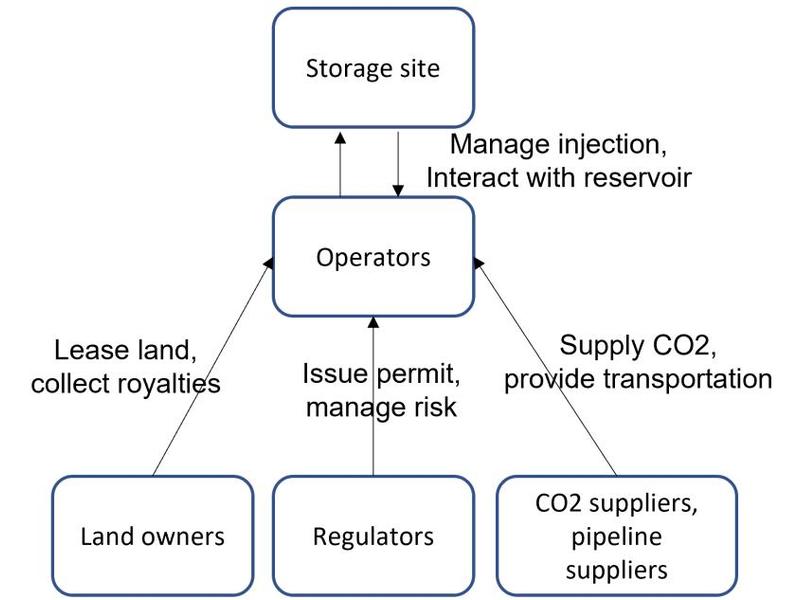 Storage site
Manage injection,
Interact with reservoir
Operators
Lease land,
collect royalties
Issue permit,
manage risk
Supply CO2,
provide transportation
Land owners
Regulators
CO2 suppliers,
pipeline
suppliers